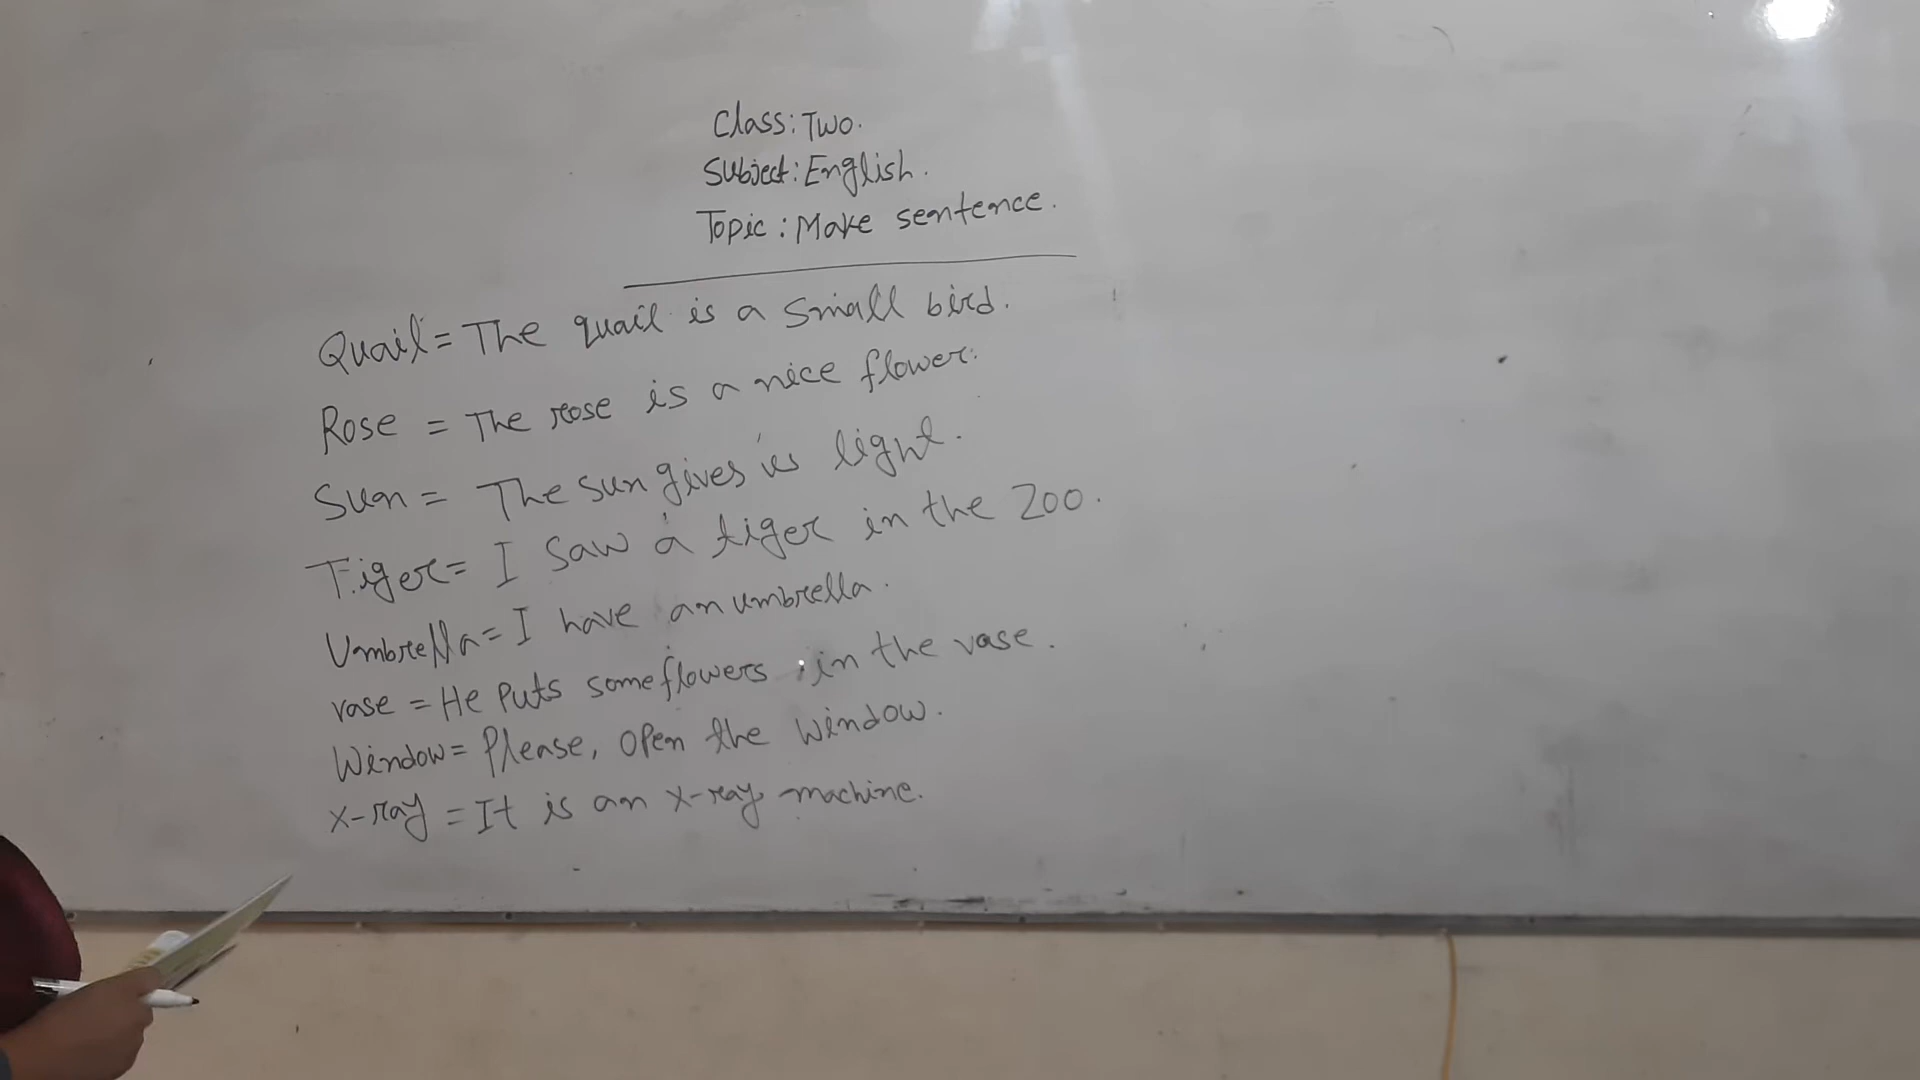 Class: Two.
Subject: English.
Topic: Make sentence.
Quail = The quail is a small bird.
Rose = The rose is a nice flower.
Sun = The sun gives us light.
Tiger = I saw a tiger in the zoo.
Umbrella = I have an umbrella.
vase = He puts some flowers in the vase.
Window = Please, open the window.
X-ray = It is an x-ray machine.